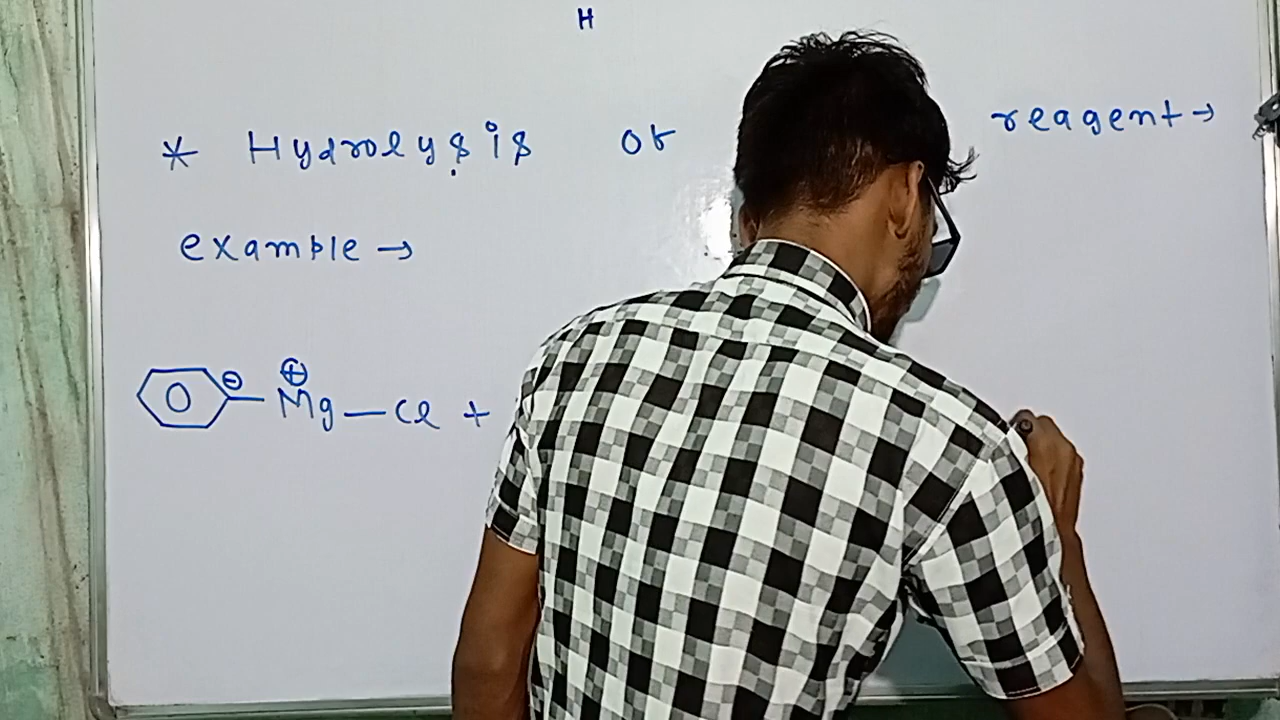 H
* Hydrolysis of reagent →
example →
⊖ ⊕
Mg — Cl +